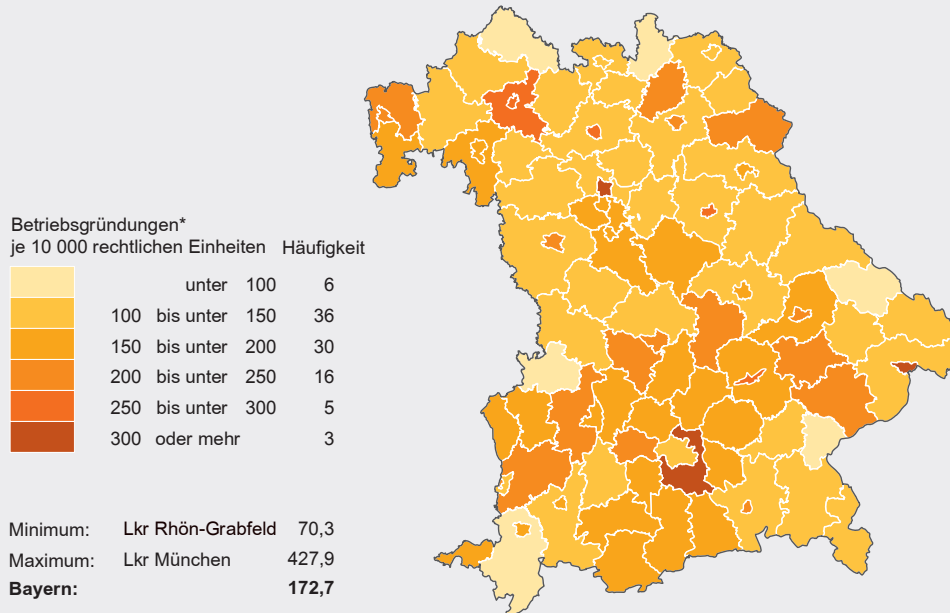 Betriebsgründungen*
je 10 000 rechtlichen Einheiten Häufigkeit
unter 100 6
100 bis unter 150 36
150 bis unter 200 30
200 bis unter 250 16
250 bis unter 300 5
300 oder mehr 3
Minimum: Lkr Rhön-Grabfeld 70,3
Maximum: Lkr München 427,9
Bayern: 172,7